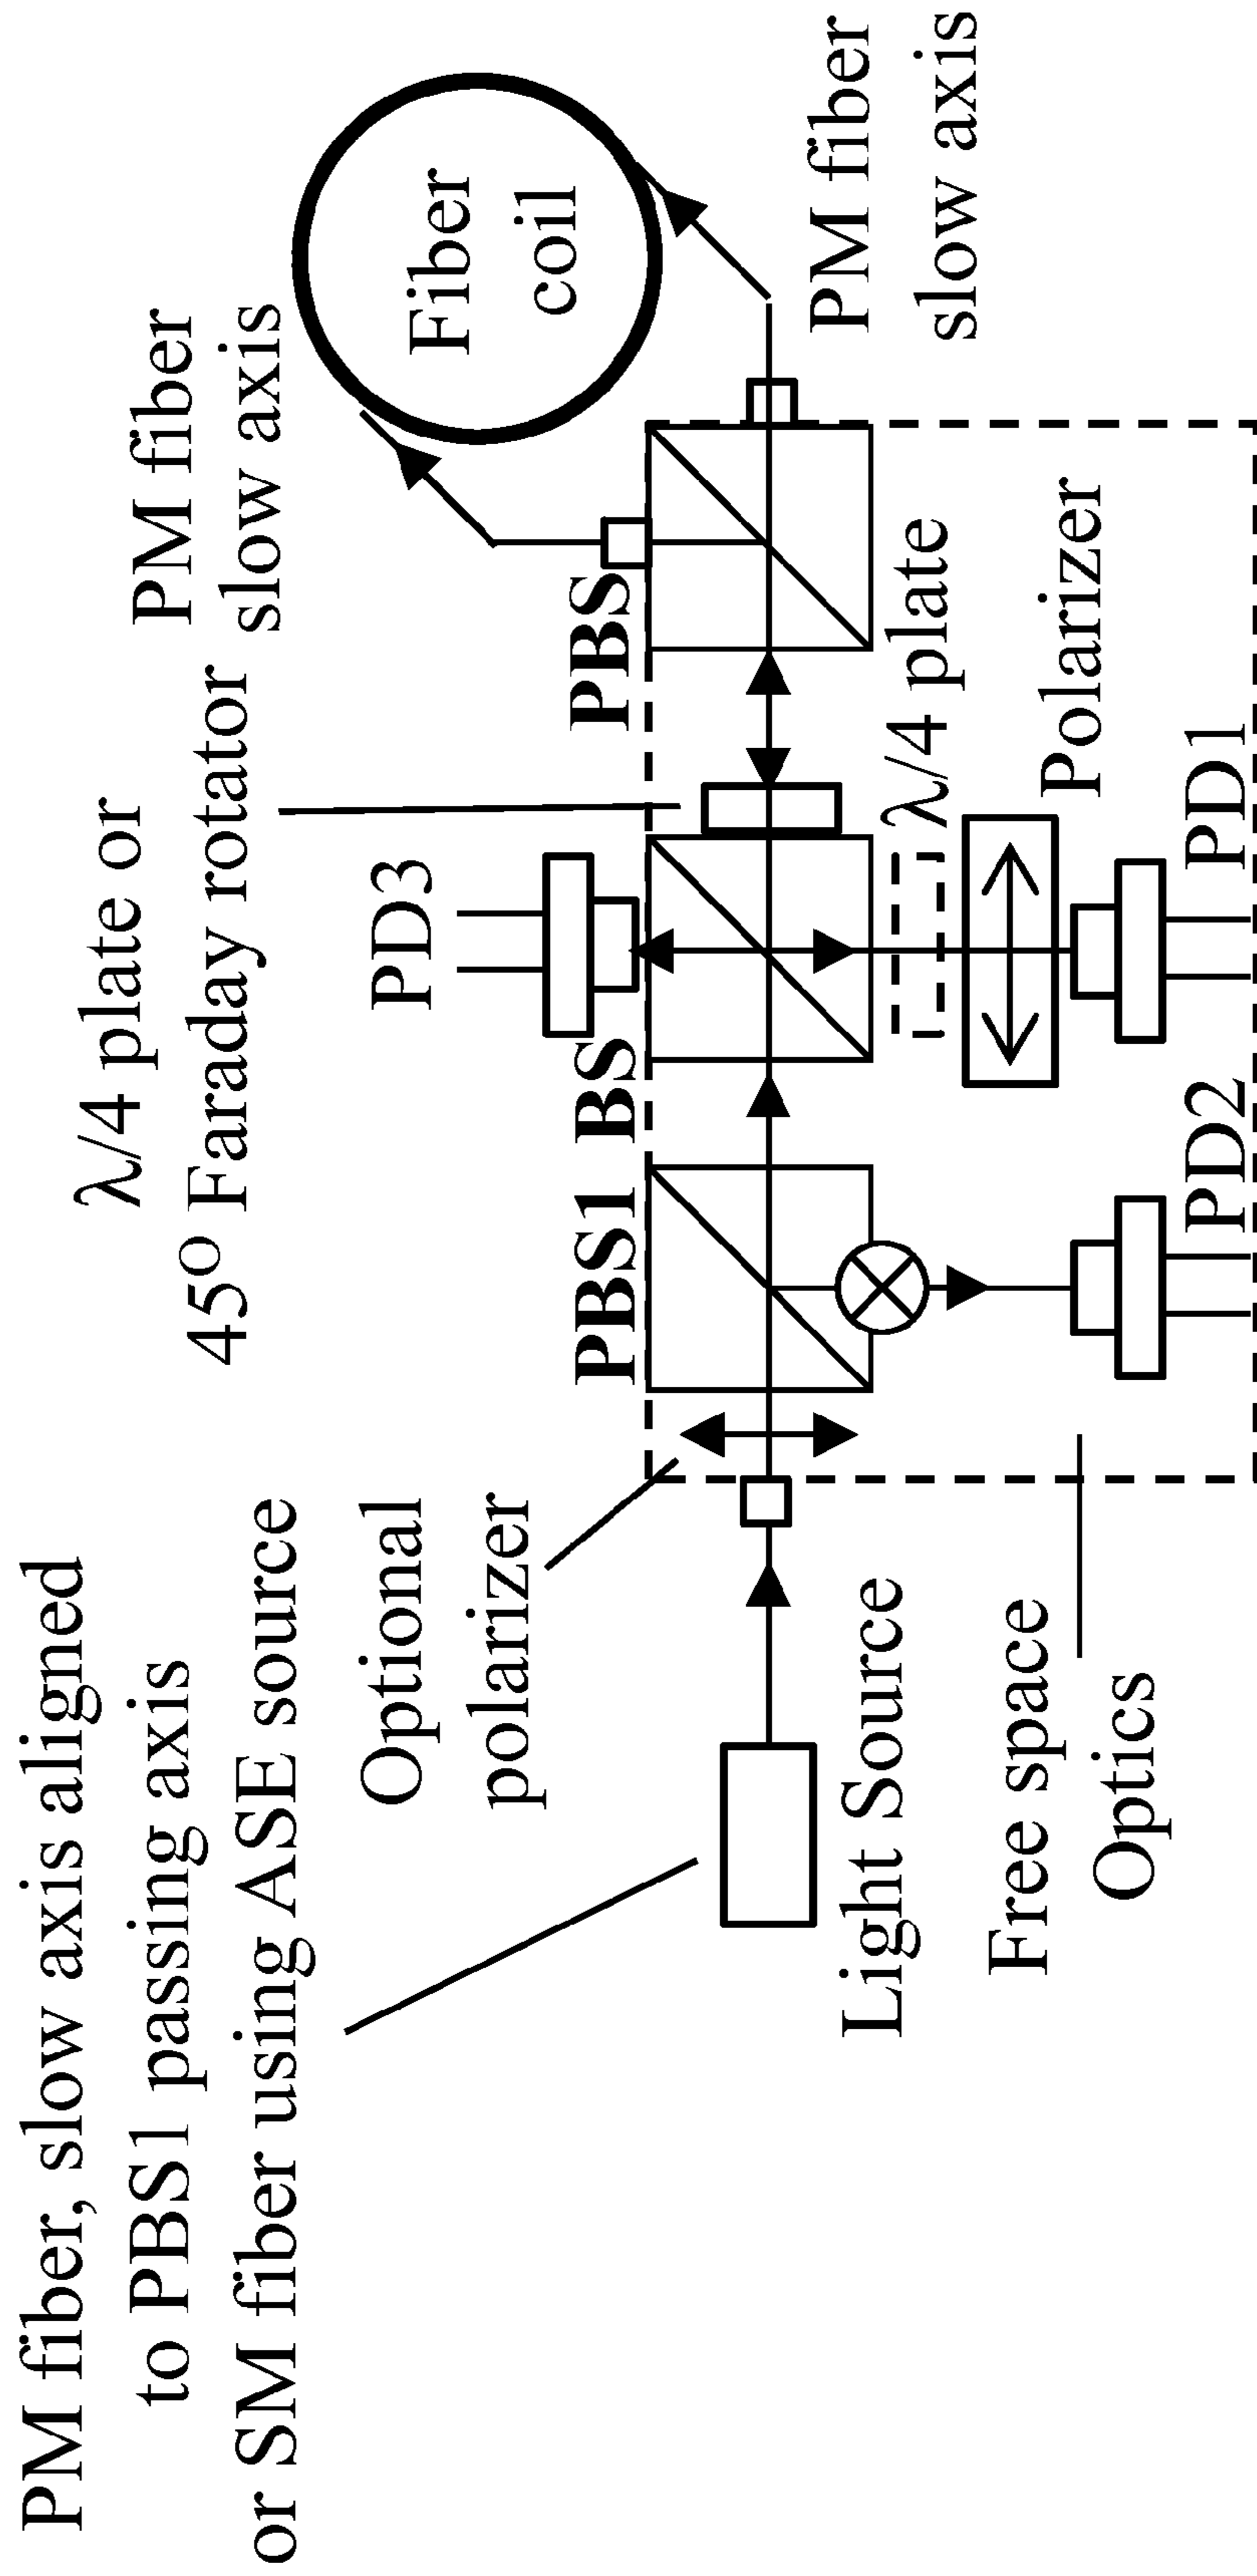 PM fiber, slow axis aligned
to PBS1 passing axis
or SM fiber using ASE source
λ/4 plate or
45° Faraday rotator
PM fiber
slow axis
Optional
polarizer
PD3
Fiber
coil
PBS1
BS
PBS
PM fiber
slow axis
Light Source
λ/4 plate
Polarizer
Free space
Optics
PD2
PD1